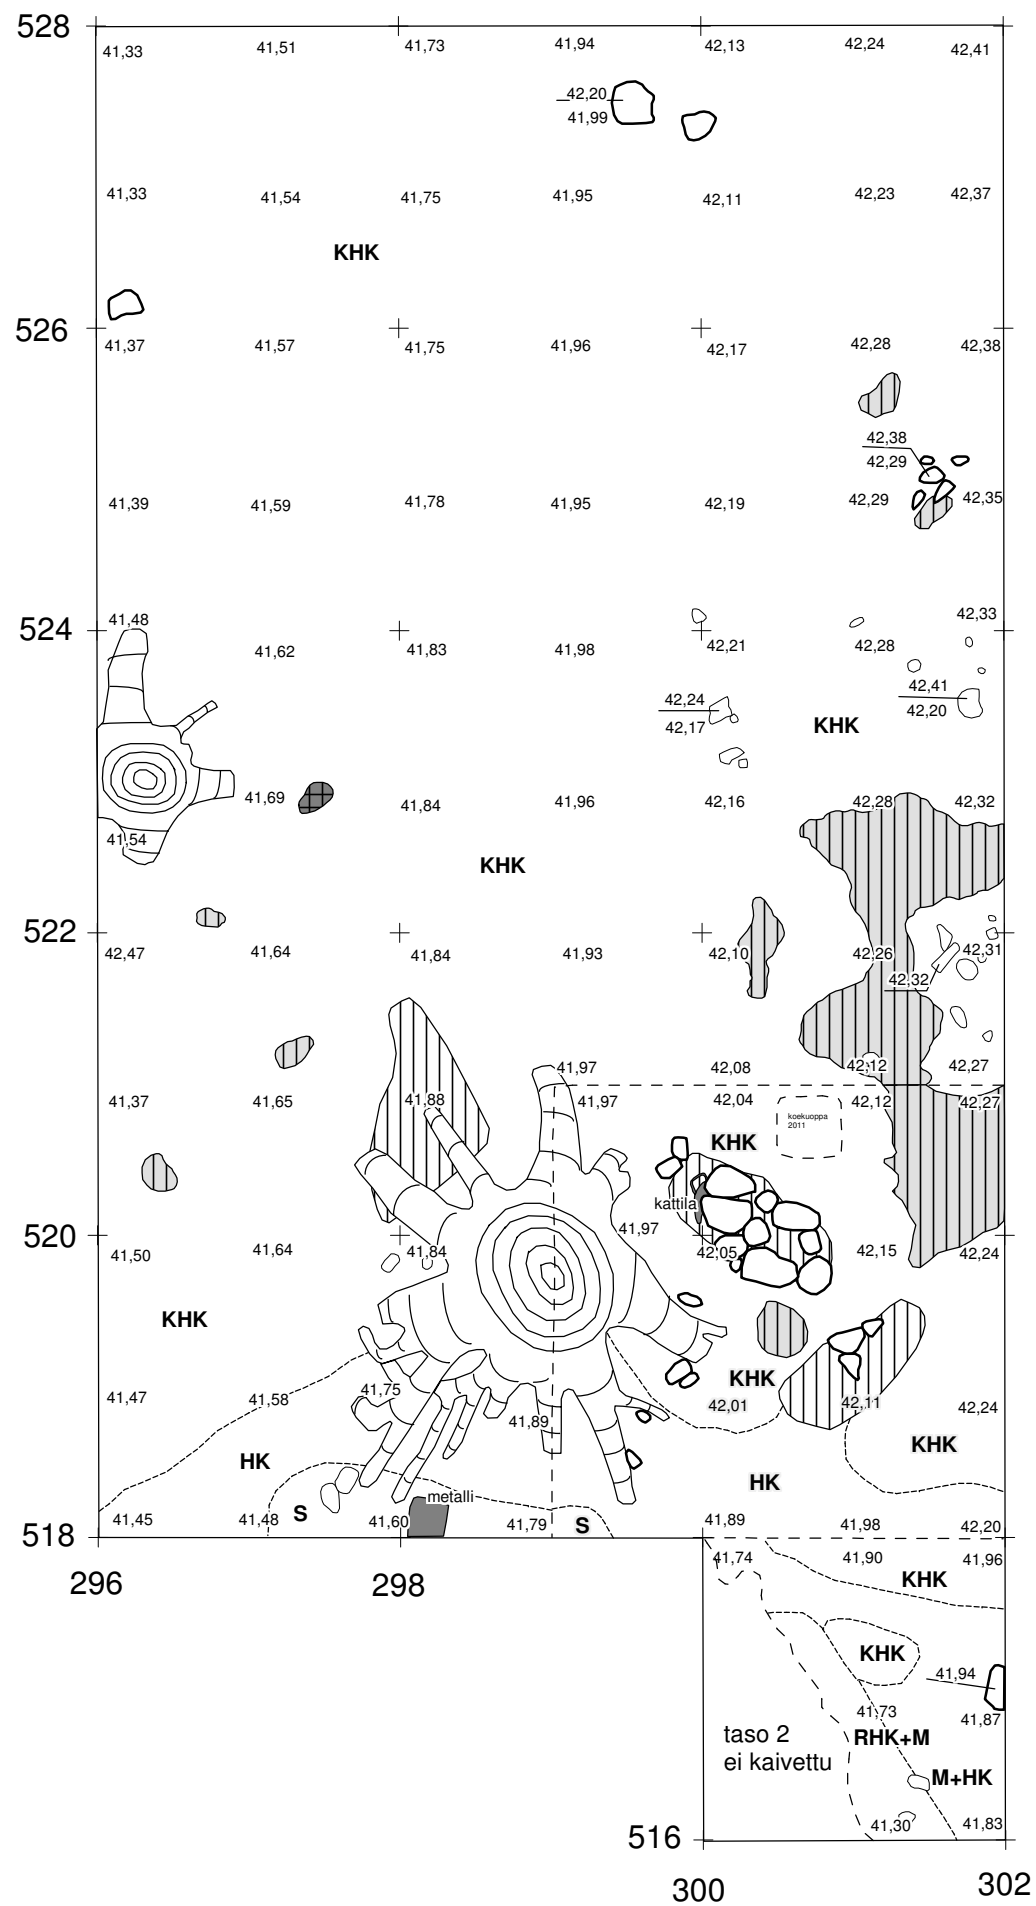 528
41,33 41,51 41,73 41,94 42,13 42,24 42,41
42,20
41,99
41,33 41,54 41,75 41,95 42,11 42,23 42,37
KHK
526
41,37 41,57 41,75 41,96 42,17 42,28 42,38
42,38
42,29
41,39 41,59 41,78 41,95 42,19 42,29 42,35
524
41,48 41,62 41,83 41,98 42,21 42,28 42,33
42,24
42,17
42,41
42,20
KHK
41,69 41,84 41,96 42,16 42,28 42,32
41,54
KHK
522
42,47 41,64 41,84 41,93 42,10 42,26 42,31
42,32
41,97 42,08 42,12 42,27
41,37 41,65 41,88 41,97 42,04 42,12 42,27
koekuoppa
2011
KHK
kattila
520
41,50 41,64 41,84 41,97 42,05 42,15 42,24
KHK
KHK
41,47 41,58 41,75 41,89 42,01 42,11 42,24
KHK
HK HK
metalli
S S
518
41,45 41,48 41,60 41,79 41,89 41,98 42,20
296 298
41,74 41,90 41,96
KHK
KHK
41,94
41,73 41,87
taso 2
ei kaivettu
RHK+M
M+HK
41,30 41,83
516
300 302